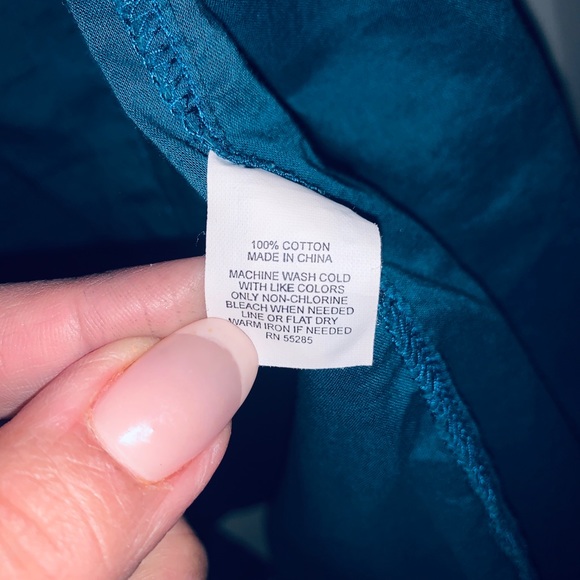 100% COTTON
MADE IN CHINA
MACHINE WASH COLD
WITH LIKE COLORS
ONLY NON-CHLORINE
BLEACH WHEN NEEDED
LINE OR FLAT DRY
WARM IRON IF NEEDED
RN 55285